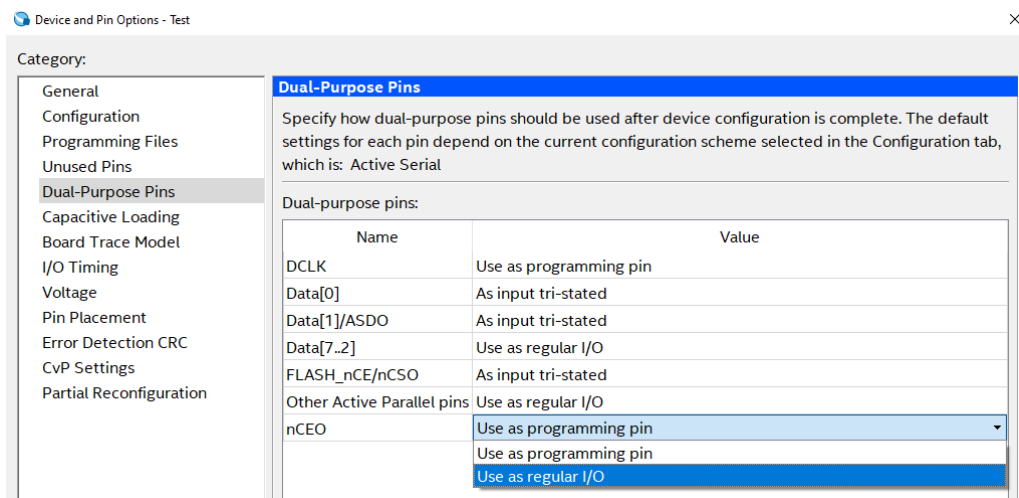 Device and Pin Options - Test
Category:
General
Configuration
Programming Files
Unused Pins
Dual-Purpose Pins
Capacitive Loading
Board Trace Model
I/O Timing
Voltage
Pin Placement
Error Detection CRC
CvP Settings
Partial Reconfiguration
Dual-Purpose Pins
Specify how dual-purpose pins should be used after device configuration is complete. The default
settings for each pin depend on the current configuration scheme selected in the Configuration tab,
which is: Active Serial
Dual-purpose pins:
Name Value
DCLK Use as programming pin
Data[0] As input tri-stated
Data[1]/ASDO As input tri-stated
Data[7..2] Use as regular I/O
FLASH_nCE/nCSO As input tri-stated
Other Active Parallel pins Use as regular I/O
nCEO Use as programming pin
Use as programming pin
Use as regular I/O